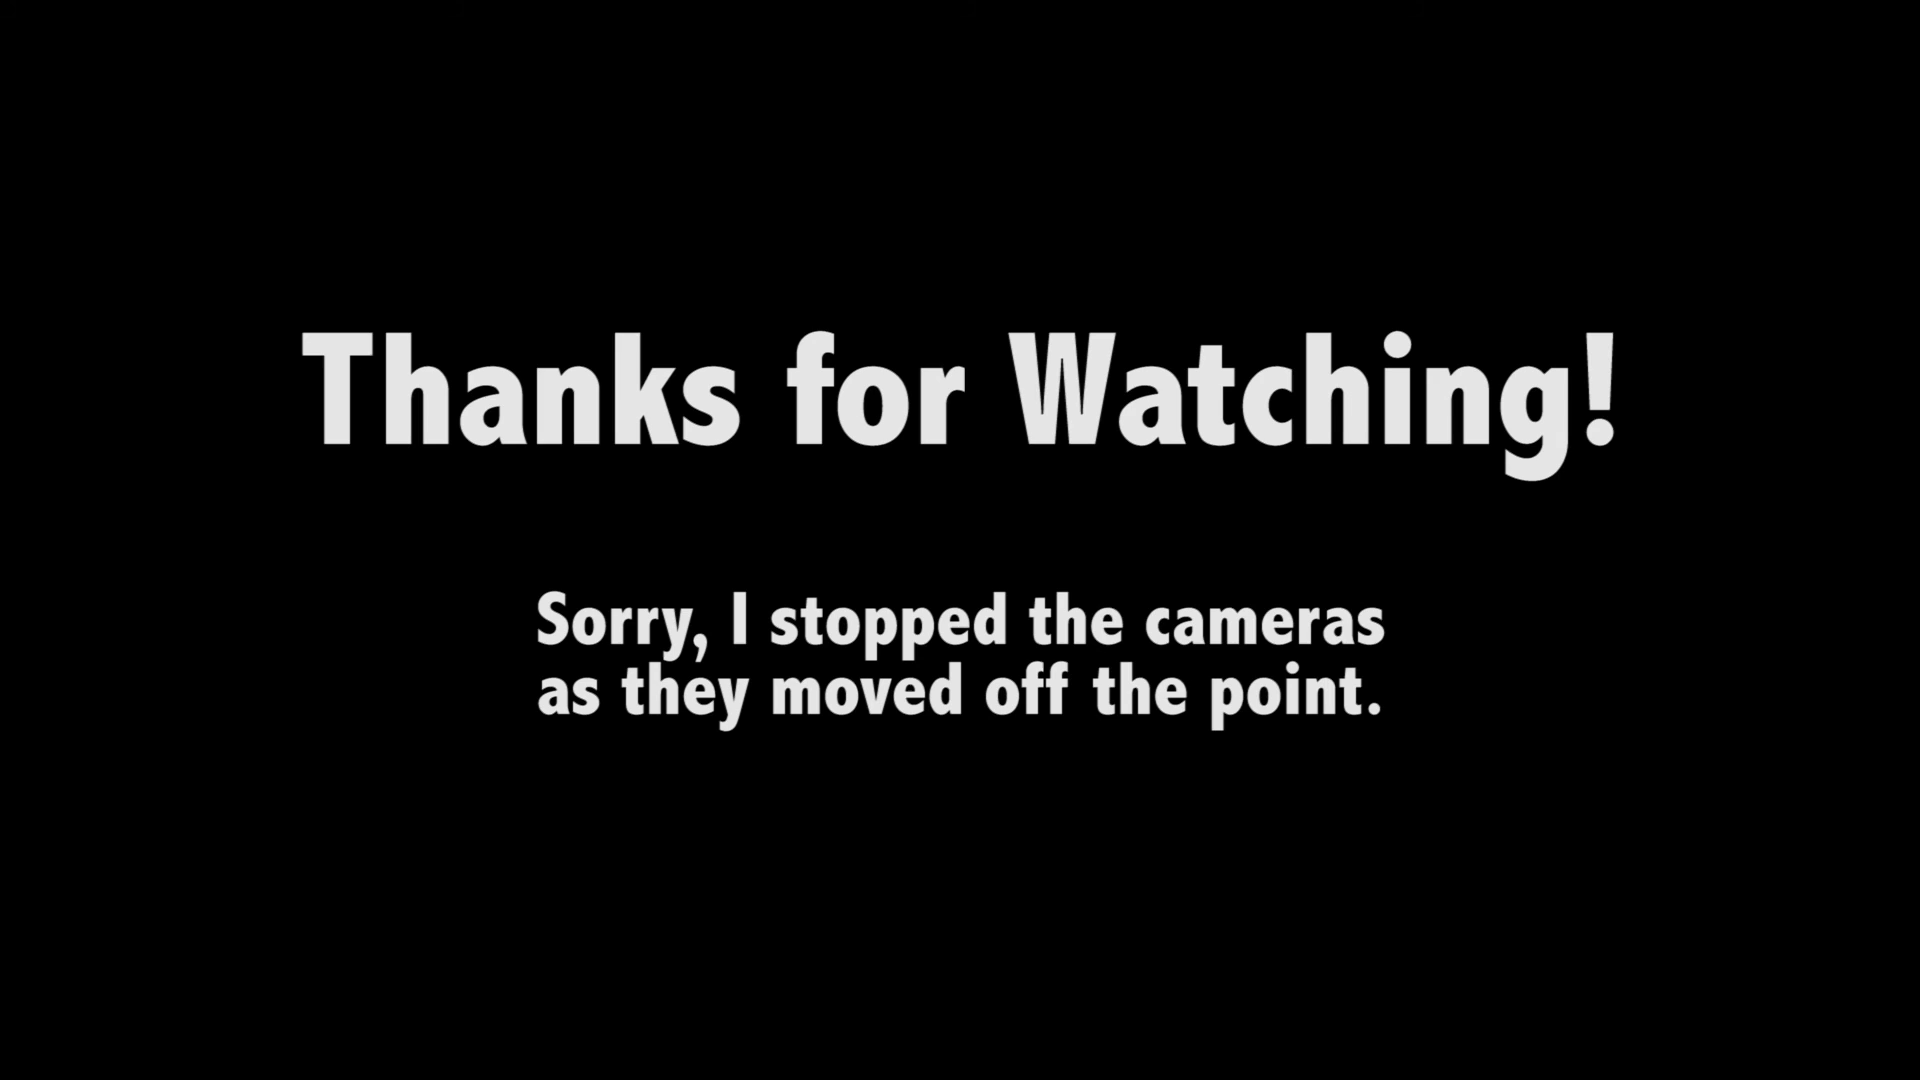 Thanks for Watching!
Sorry, I stopped the cameras
as they moved off the point.